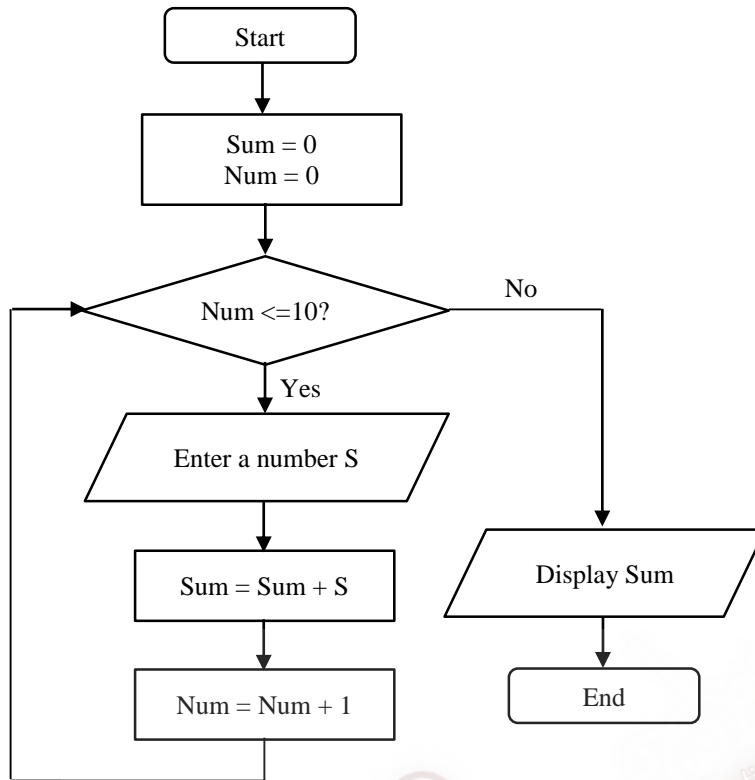 Start
Sum = 0
Num = 0
Num <=10?
No
Yes
Enter a number S
Sum = Sum + S
Display Sum
Num = Num + 1
End